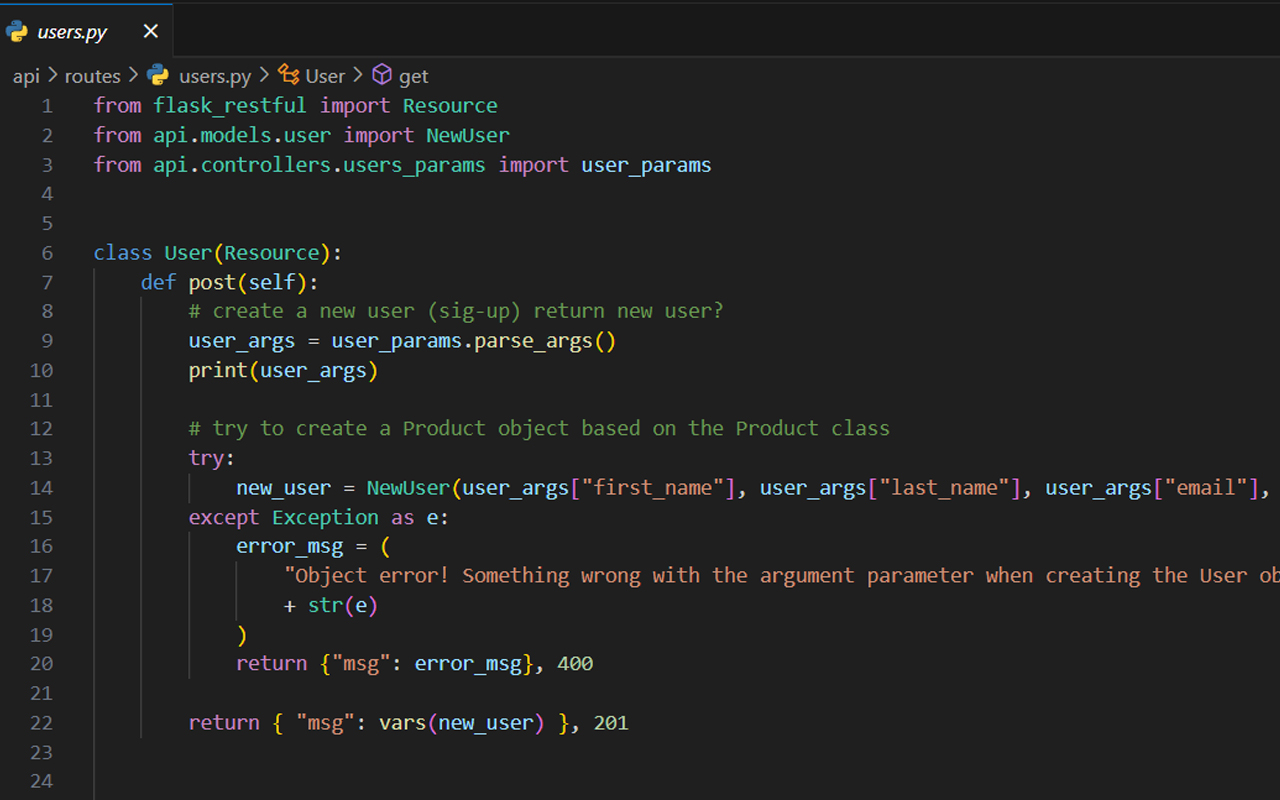 users.py
api > routes > users.py > User > get
1 from flask_restful import Resource
2 from api.models.user import NewUser
3 from api.controllers.users_params import user_params
4
5
6 class User(Resource):
7 def post(self):
8 # create a new user (sig-up) return new user?
9 user_args = user_params.parse_args()
10 print(user_args)
11
12 # try to create a Product object based on the Product class
13 try:
14 new_user = NewUser(user_args["first_name"], user_args["last_name"], user_args["email"],
15 except Exception as e:
16 error_msg = (
17 "Object error! Something wrong with the argument parameter when creating the User ob
18 + str(e)
19 )
20 return {"msg": error_msg}, 400
21
22 return { "msg": vars(new_user) }, 201
23
24